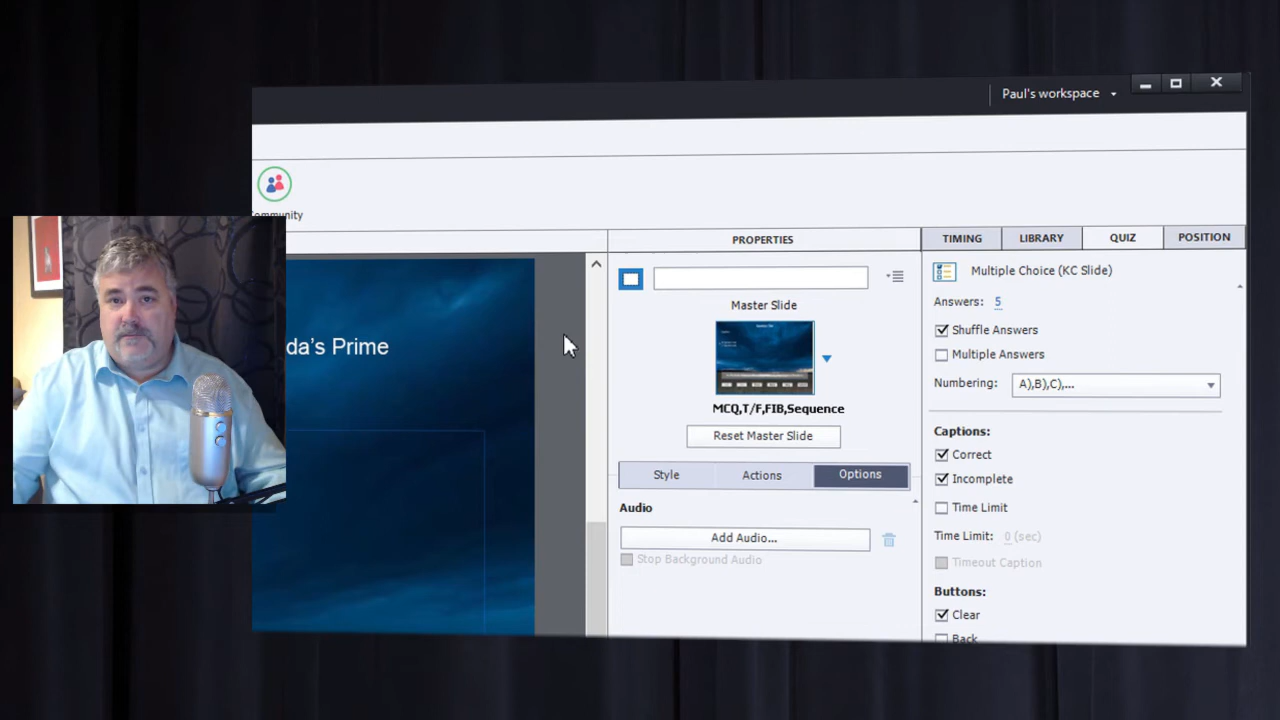 Paul's workspace
Community
PROPERTIES
TIMING
LIBRARY
QUIZ
POSITION
Multiple Choice (KC Slide)
Master Slide
Answers: 5
Shuffle Answers
Multiple Answers
da's Prime
Numbering: A),B),C),...
MCQ,T/F,FIB,Sequence
Reset Master Slide
Captions:
Correct
Style
Actions
Options
Incomplete
Audio
Time Limit
Add Audio...
Time Limit: 0 (sec)
Stop Background Audio
Timeout Caption
Buttons:
Clear
Back